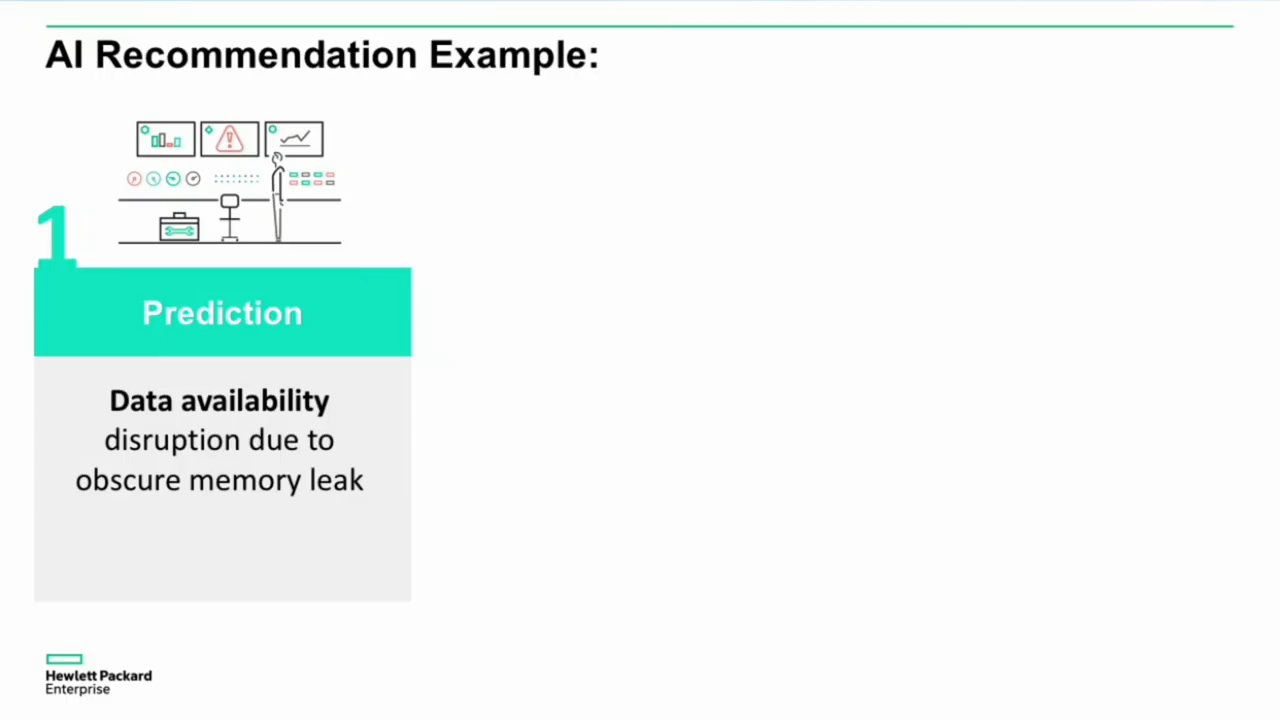 AI Recommendation Example:
1
Prediction
Data availability
disruption due to
obscure memory leak
Hewlett Packard
Enterprise